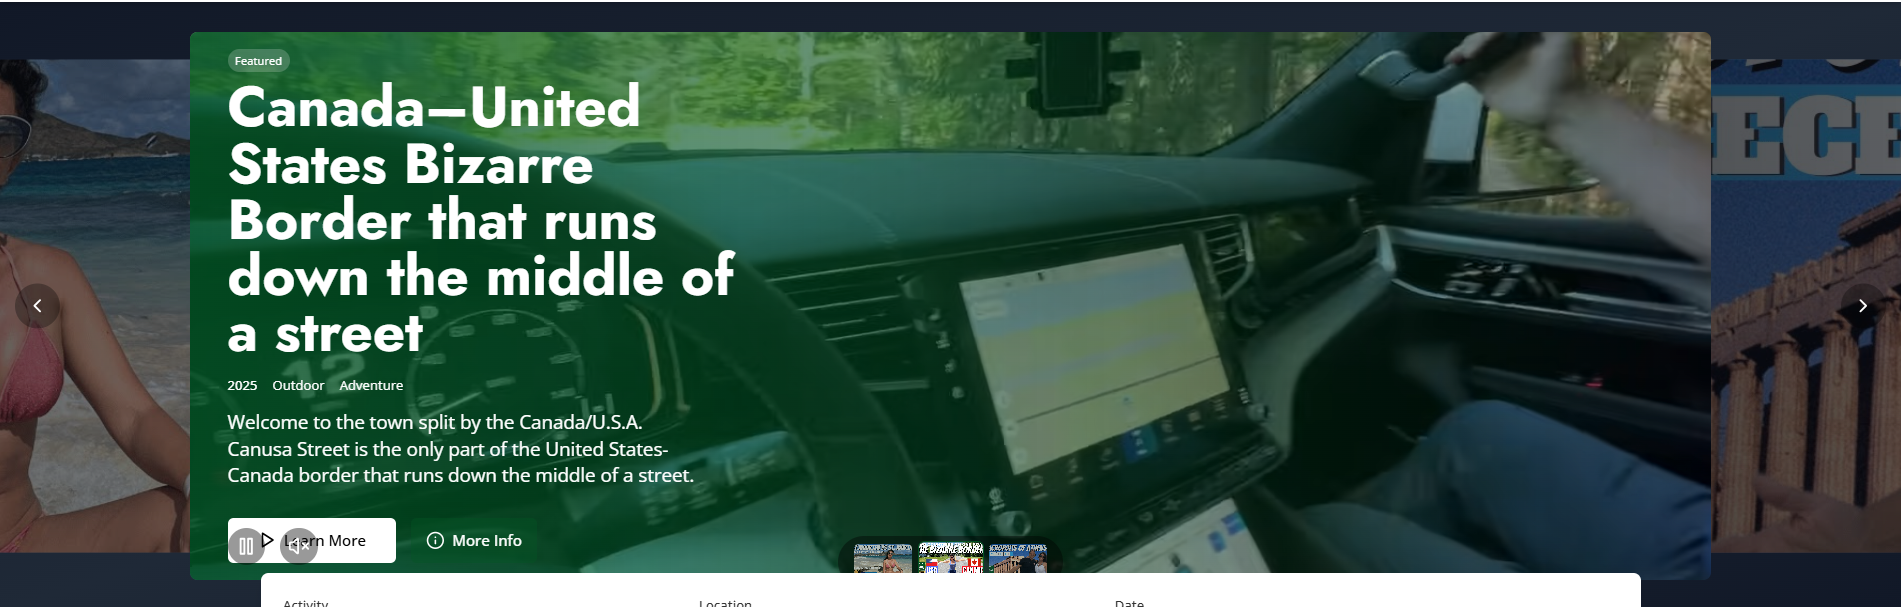 Featured
Canada–United
States Bizarre
Border that runs
down the middle of
a street
ECE
2025 Outdoor Adventure
Welcome to the town split by the Canada/U.S.A.
Canusa Street is the only part of the United States-
Canada border that runs down the middle of a street.
Learn More
More Info
Activity
Location
Date